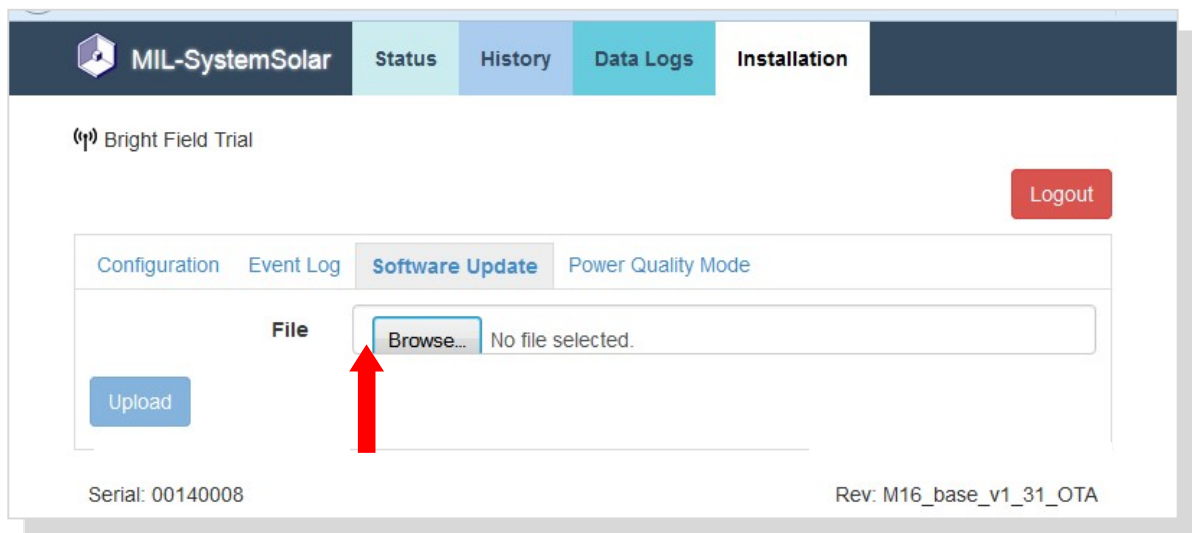 MIL-SystemSolar Status History Data Logs Installation
Bright Field Trial
Logout
Configuration Event Log Software Update Power Quality Mode
File Browse... No file selected.
Upload
Serial: 00140008 Rev: M16_base_v1_31_OTA